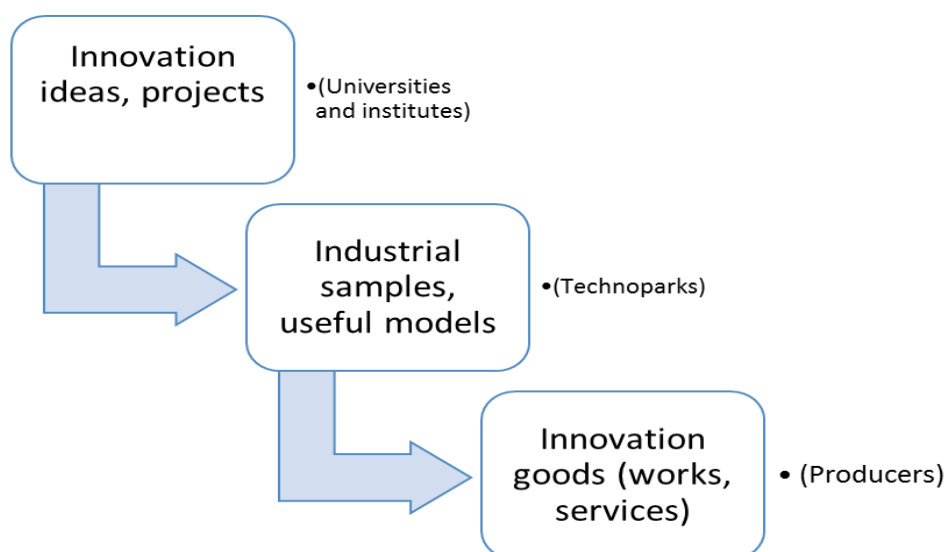 Innovation
ideas, projects
•(Universities
and institutes)
Industrial
samples,
useful models
•(Technoparks)
Innovation
goods (works,
services)
• (Producers)